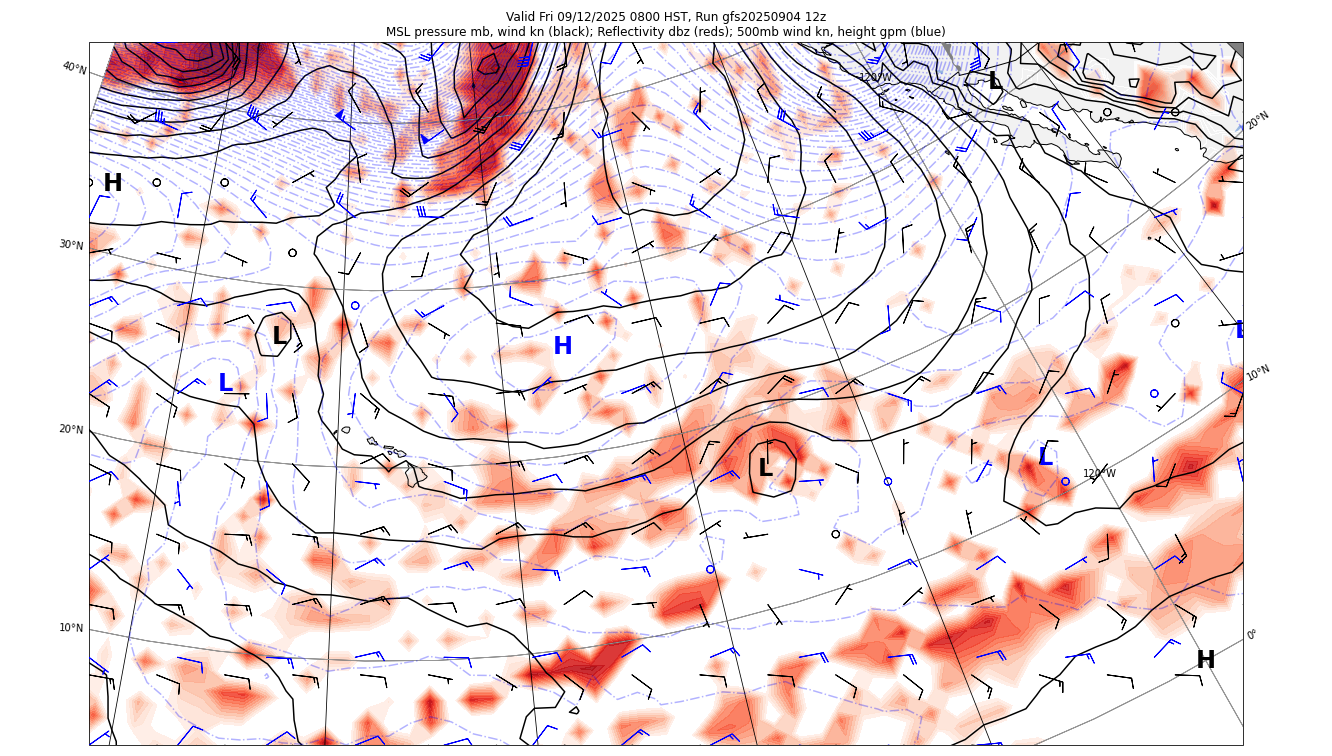 Valid Fri 09/12/2025 0800 HST, Run gfs20250904 12z
MSL pressure mb, wind kn (black); Reflectivity dbz (reds); 500mb wind kn, height gpm (blue)
40°N
120°W
L
20°N
H
30°N
L
H
L
10°N
L
20°N
L
L
120°W
10°N
0°
H